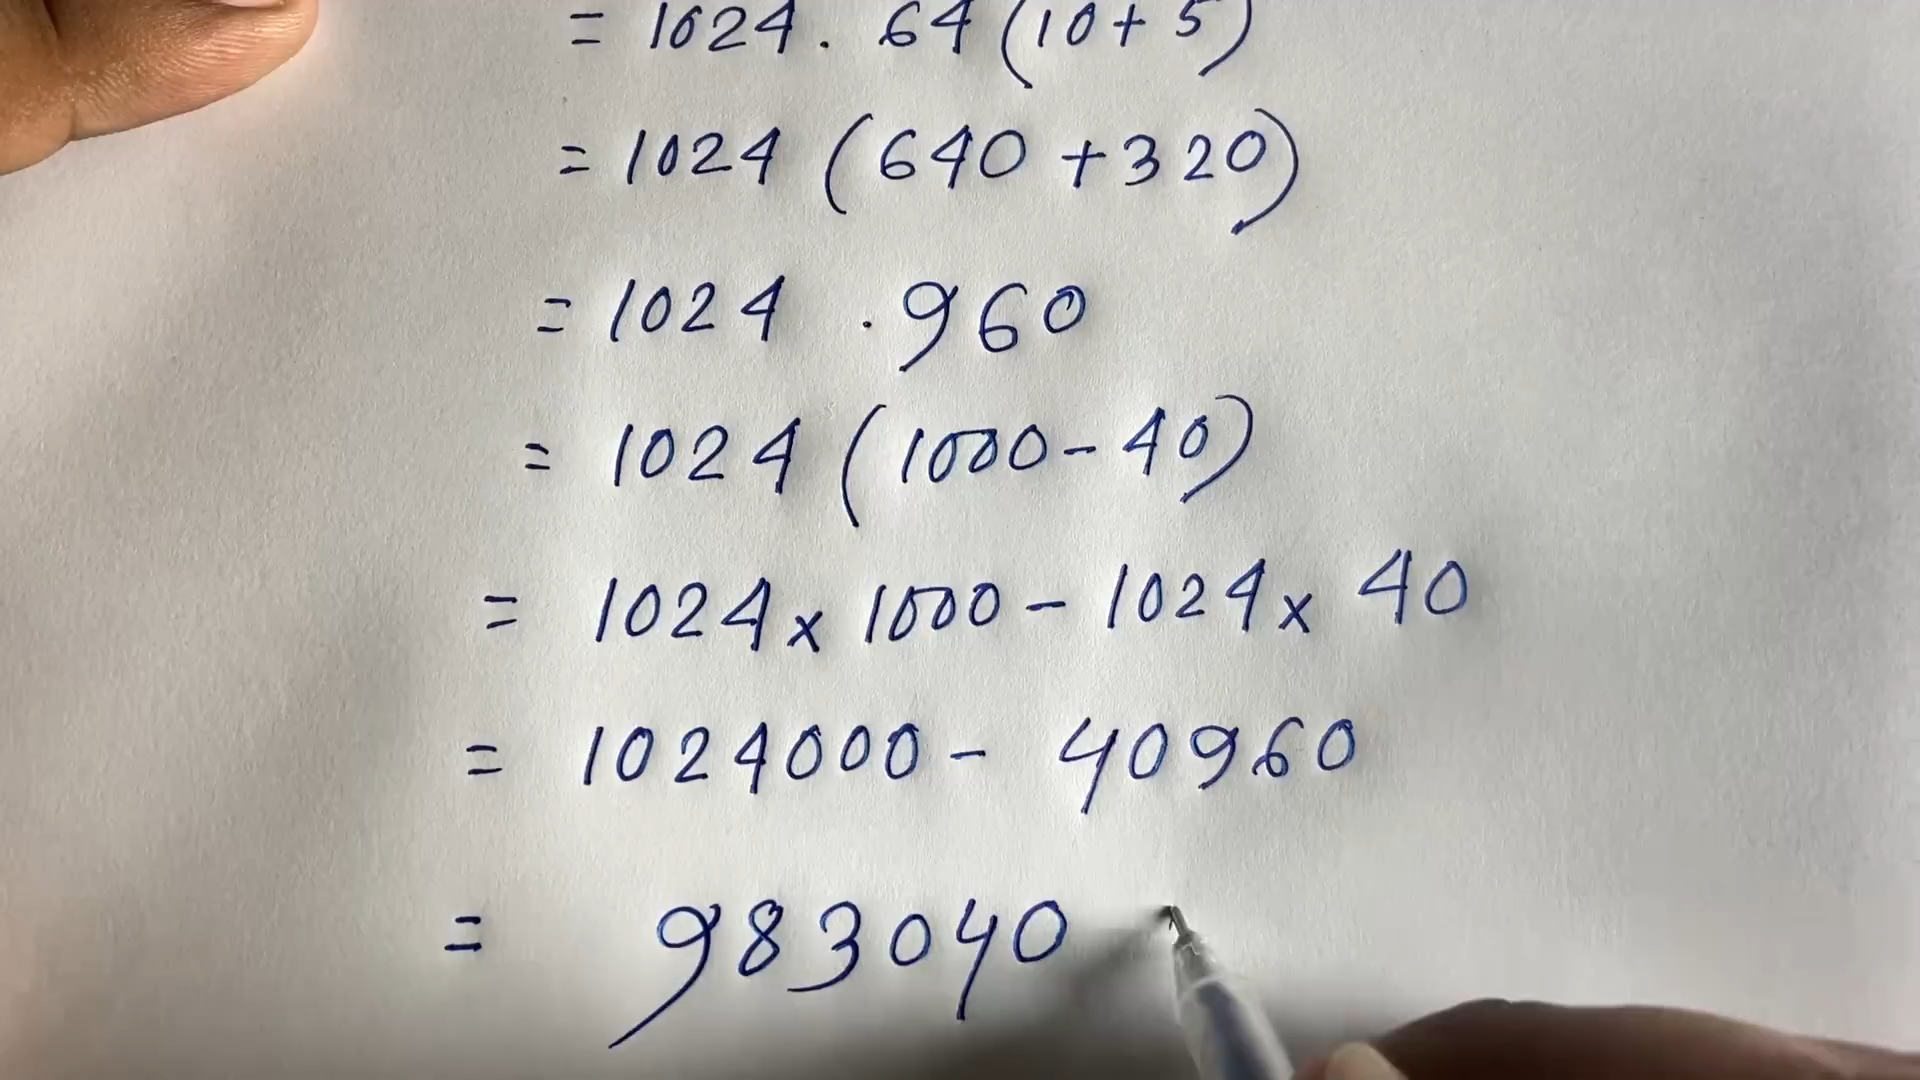 = 1024 . 64 (10 + 5)
= 1024 (640 + 320)
= 1024 . 960
= 1024 (1000 - 40)
= 1024 x 1000 - 1024 x 40
= 1024000 - 40960
= 983040